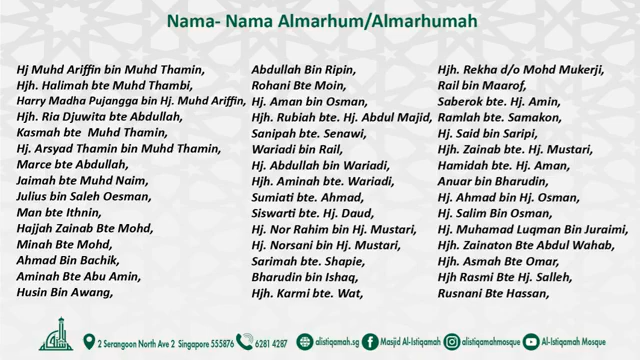 Nama- Nama Almarhum/Almarhumah
Hj Muhd Ariffin bin Muhd Thamin,
Hjh. Halimah bte Muhd Thambi,
Harry Madha Pujangga bin Hj. Muhd Ariffin,
Hjh. Ria Djuwita bte Abdullah,
Kasmah bte  Muhd Thamin,
Hj. Arsyad Thamin bin Muhd Thamin,
Marce bte Abdullah,
Jaimah bte Muhd Naim,
Julius bin Saleh Oesman,
Man bte Ithnin,
Hajjah Zainab Bte Mohd,
Minah Bte Mohd,
Ahmad Bin Bachik,
Aminah Bte Abu Amin,
Husin Bin Awang,
Abdullah Bin Ripin,
Rohani Bte Moin,
Hj. Aman bin Osman,
Hjh. Rubiah bte. Hj. Abdul Majid,
Sanipah bte. Senawi,
Wariadi bin Rail,
Hj. Abdullah bin Wariadi,
Hjh. Aminah bte. Wariadi,
Sumiati bte. Ahmad,
Siswarti bte. Hj. Daud,
Hj. Nor Rahim bin Hj. Mustari,
Hj. Norsani bin Hj. Mustari,
Sarimah bte. Shapie,
Bharudin bin Ishaq,
Hjh. Karmi bte. Wat,
Hjh. Rekha d/o Mohd Mukerji,
Rail bin Maarof,
Saberok bte. Hj. Amin,
Ramlah bte. Samakon,
Hj. Said bin Saripi,
Hjh. Zainab bte. Hj. Mustari,
Hamidah bte. Hj. Aman,
Anuar bin Bharudin,
Hj. Ahmad bin Hj. Osman,
Hj. Salim Bin Osman,
Hj. Muhamad Luqman Bin Juraimi,
Hjh. Zainaton Bte Abdul Wahab,
Hjh. Asmah Bte Omar,
Hjh Rasmi Bte Hj. Salleh,
Rusnani Bte Hassan,
2 Serangoon North Ave 2  Singapore 555876
6281 4287
alistiqamah.sg
Masjid Al-Istiqamah
alistiqamahmosque
Al-Istiqamah Mosque